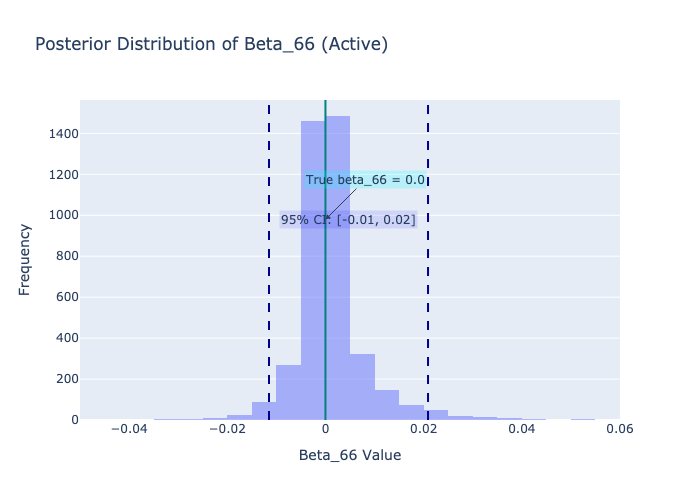 Posterior Distribution of Beta_66 (Active)
1400
1200
1000
800
600
400
200
0
Frequency
True beta_66 = 0.0
95% CI: [-0.01, 0.02]
−0.04
−0.02
0
0.02
0.04
0.06
Beta_66 Value